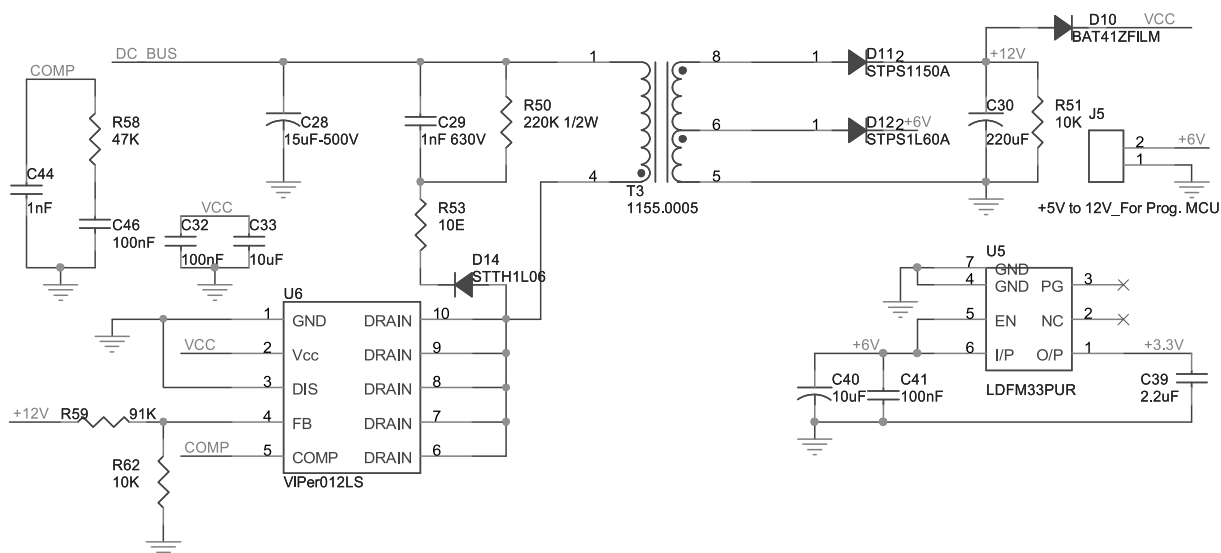 D10
VCC
BAT41ZFILM
DC BUS
1
8
1
D11
2
STPS1150A
+12V
COMP
R58
47K
C28
15uF-500V
C29
1nF 630V
R50
220K 1/2W
6
1
D12
2
+6V
STPS1L60A
C30
220uF
R51
10K
J5
2
+6V
1
C44
1nF
4
T3
1155.0005
5
+5V to 12V_For Prog. MCU
C46
100nF
VCC
C32
100nF
C33
10uF
R53
10E
D14
STTH1L06
U6
1
GND
DRAIN
10
VCC
2
Vcc
DRAIN
9
3
DIS
DRAIN
8
+12V
R59
91K
4
FB
DRAIN
7
COMP
5
COMP
DRAIN
6
R62
10K
VIPer012LS
U5
7
GND
4
GND
PG
3
5
EN
NC
2
+6V
6
I/P
O/P
1
+3.3V
C40
10uF
C41
100nF
LDFM33PUR
C39
2.2uF